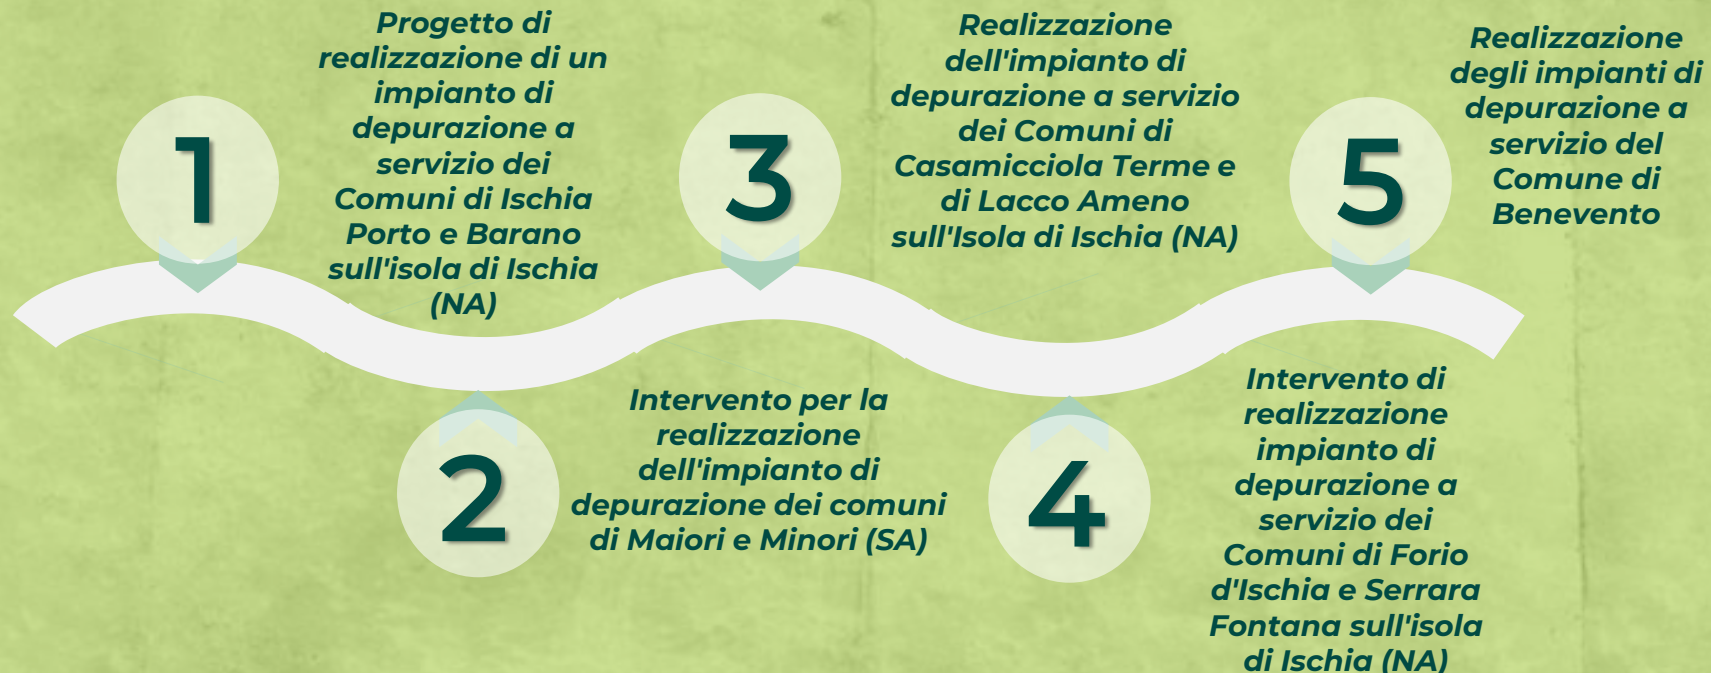 1
Progetto di
realizzazione di un
impianto di
depurazione a
servizio dei
Comuni di Ischia
Porto e Barano
sull'isola di Ischia
(NA)
2
Intervento per la
realizzazione
dell'impianto di
depurazione dei comuni
di Maiori e Minori (SA)
3
Realizzazione
dell'impianto di
depurazione a servizio
dei Comuni di
Casamicciola Terme e
di Lacco Ameno
sull'Isola di Ischia (NA)
4
Intervento di
realizzazione
impianto di
depurazione a
servizio dei
Comuni di Forio
d'Ischia e Serrara
Fontana sull'isola
di Ischia (NA)
5
Realizzazione
degli impianti di
depurazione a
servizio del
Comune di
Benevento